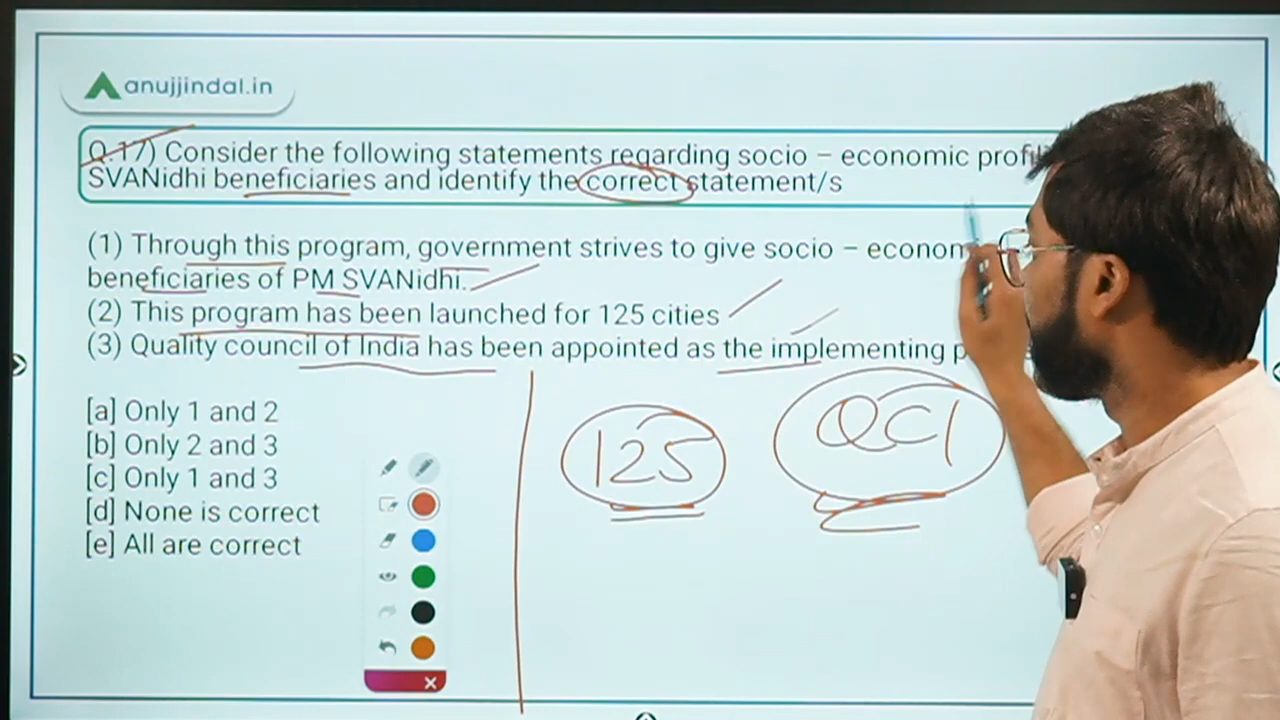 anujjindal.in
Q.17) Consider the following statements regarding socio – economic
SVANidhi beneficiaries and identify the correct statement/s
(1) Through this program, government strives to give socio –
beneficiaries of PM SVANidhi.
(2) This program has been launched for 125 cities
(3) Quality council of India has been appointed as the implementing
[a] Only 1 and 2
[b] Only 2 and 3
[c] Only 1 and 3
[d] None is correct
[e] All are correct
125
QCI